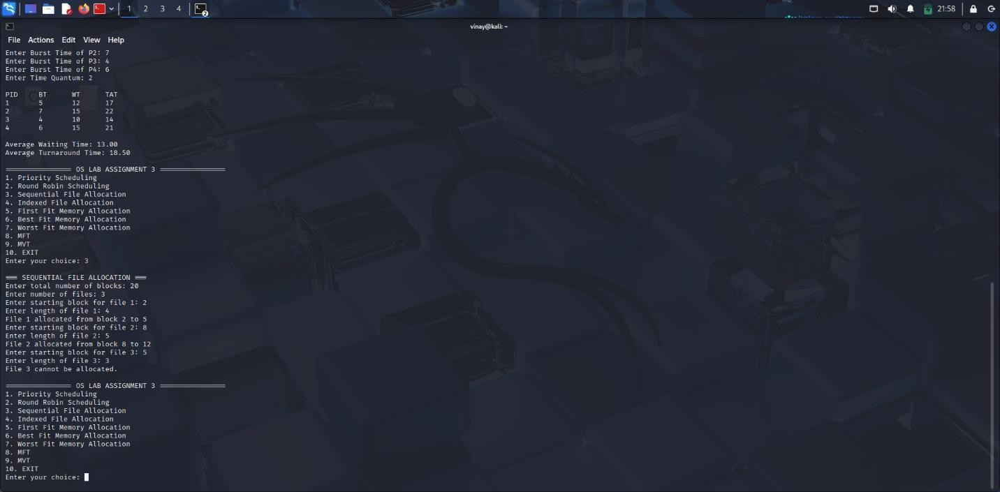 1 2 3 4
21:58
vinay@kali: ~
File Actions Edit View Help
Enter Burst Time of P2: 7
Enter Burst Time of P3: 4
Enter Burst Time of P4: 6
Enter Time Quantum: 2
PID BT WT TAT
1 5 12 17
2 7 15 22
3 4 10 14
4 6 15 21
Average Waiting Time: 13.00
Average Turnaround Time: 18.50
================ OS LAB ASSIGNMENT 3 ================
1. Priority Scheduling
2. Round Robin Scheduling
3. Sequential File Allocation
4. Indexed File Allocation
5. First Fit Memory Allocation
6. Best Fit Memory Allocation
7. Worst Fit Memory Allocation
8. MFT
9. MVT
10. EXIT
Enter your choice: 3
=== SEQUENTIAL FILE ALLOCATION ===
Enter total number of blocks: 20
Enter number of files: 3
Enter starting block for file 1: 2
Enter length of file 1: 4
File 1 allocated from block 2 to 5
Enter starting block for file 2: 8
Enter length of file 2: 5
File 2 allocated from block 8 to 12
Enter starting block for file 3: 5
Enter length of file 3: 3
File 3 cannot be allocated.
================ OS LAB ASSIGNMENT 3 ================
1. Priority Scheduling
2. Round Robin Scheduling
3. Sequential File Allocation
4. Indexed File Allocation
5. First Fit Memory Allocation
6. Best Fit Memory Allocation
7. Worst Fit Memory Allocation
8. MFT
9. MVT
10. EXIT
Enter your choice: